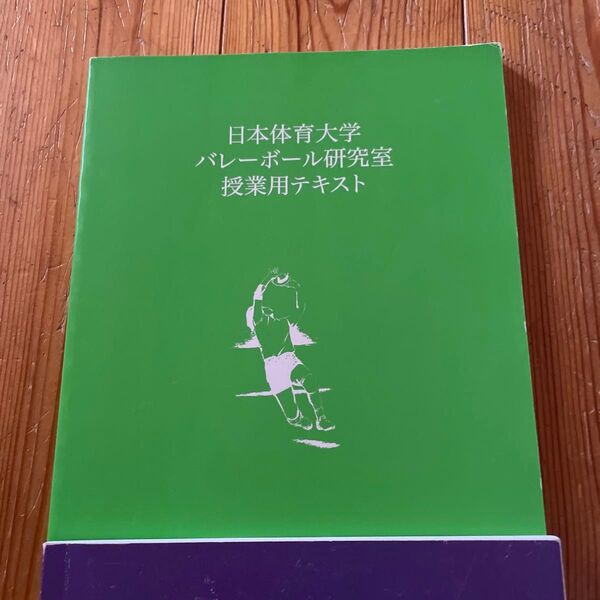 日本体育大学
バレーボール研究室
授業用テキスト